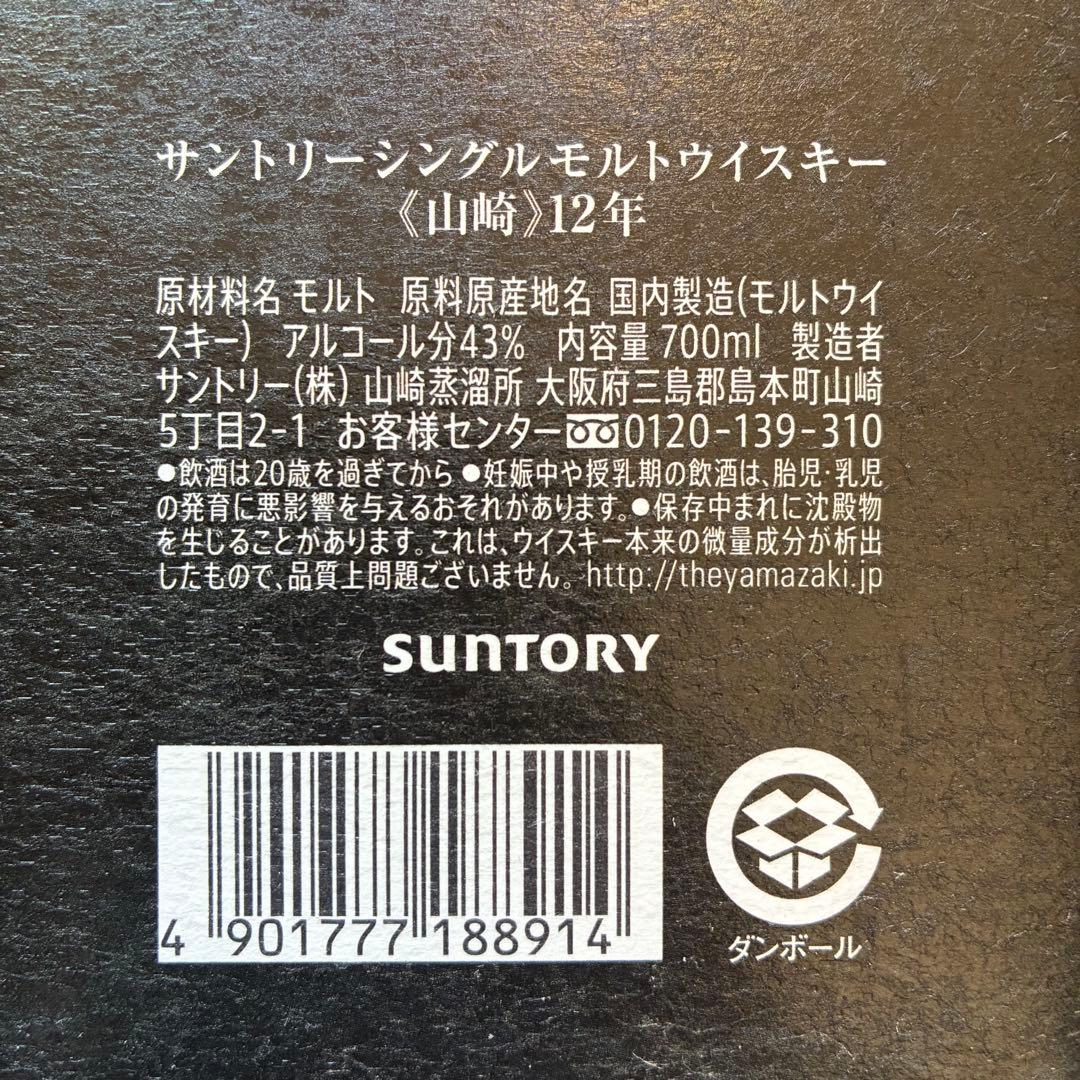 サントリーシングルモルトウイスキー
《山崎》12年
原材料名 モルト 原料原産地名 国内製造(モルトウイ
スキー) アルコール分43% 内容量 700ml 製造者
サントリー(株) 山崎蒸溜所 大阪府三島郡島本町山崎
5丁目2-1 お客様センター 0120-139-310
●飲酒は20歳を過ぎてから ●妊娠中や授乳期の飲酒は、胎児・乳児
の発育に悪影響を与えるおそれがあります。●保存中まれに沈殿物
を生じることがあります。これは、ウイスキー本来の微量成分が析出
したもので、品質上問題ございません。 http://theyamazaki.jp
SUNTORY
4 901777 188914
ダンボール